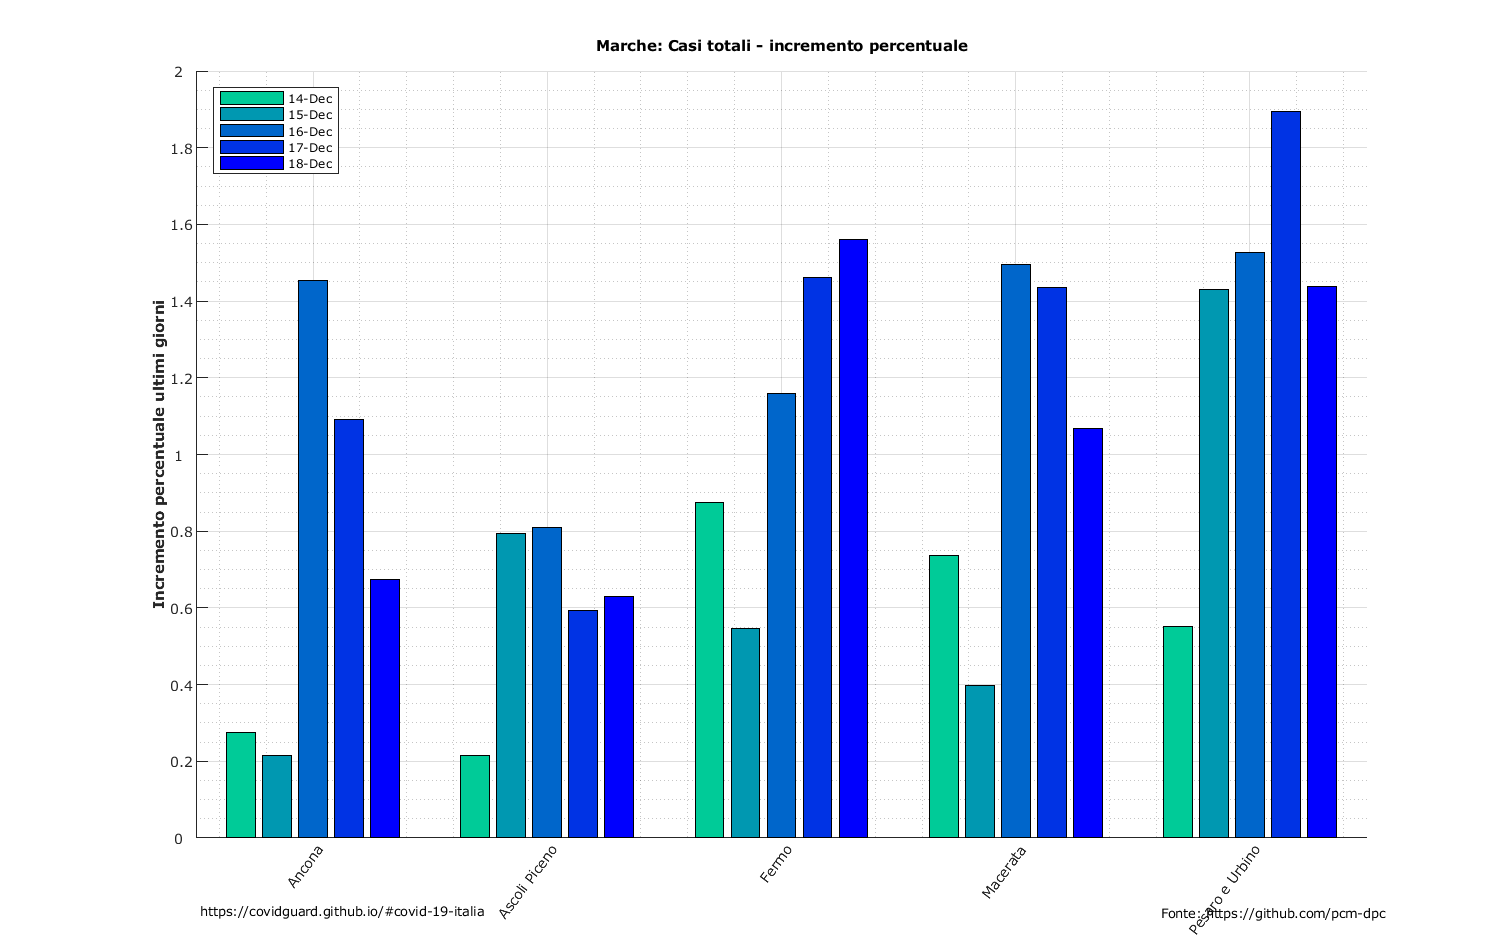 Marche: Casi totali - incremento percentuale
2
1.8
1.6
1.4
1.2
1
0.8
0.6
0.4
0.2
0
14-Dec
15-Dec
16-Dec
17-Dec
18-Dec
Incremento percentuale ultimi giorni
Ancona
Ascoli Piceno
Fermo
Macerata
Pesaro e Urbino
https://covidguard.github.io/#covid-19-italia
Fonte: https://github.com/pcm-dpc